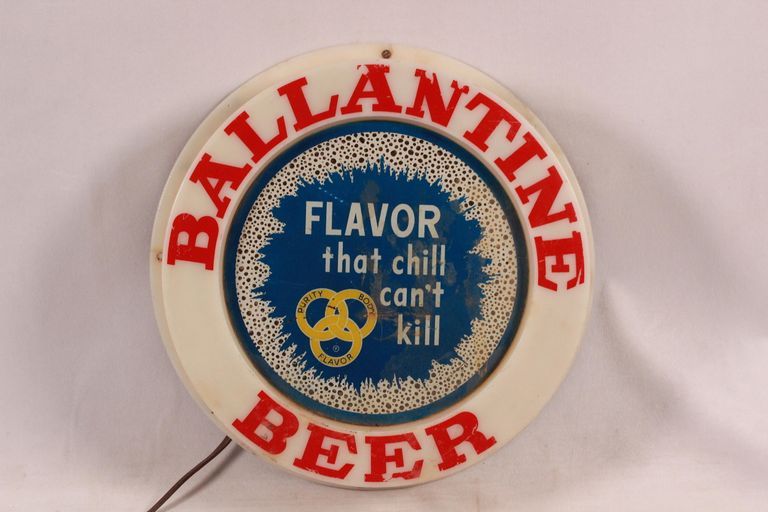 BALLANTINE
FLAVOR
that chill
can't
kill
PURITY
BODY
FLAVOR
BEER